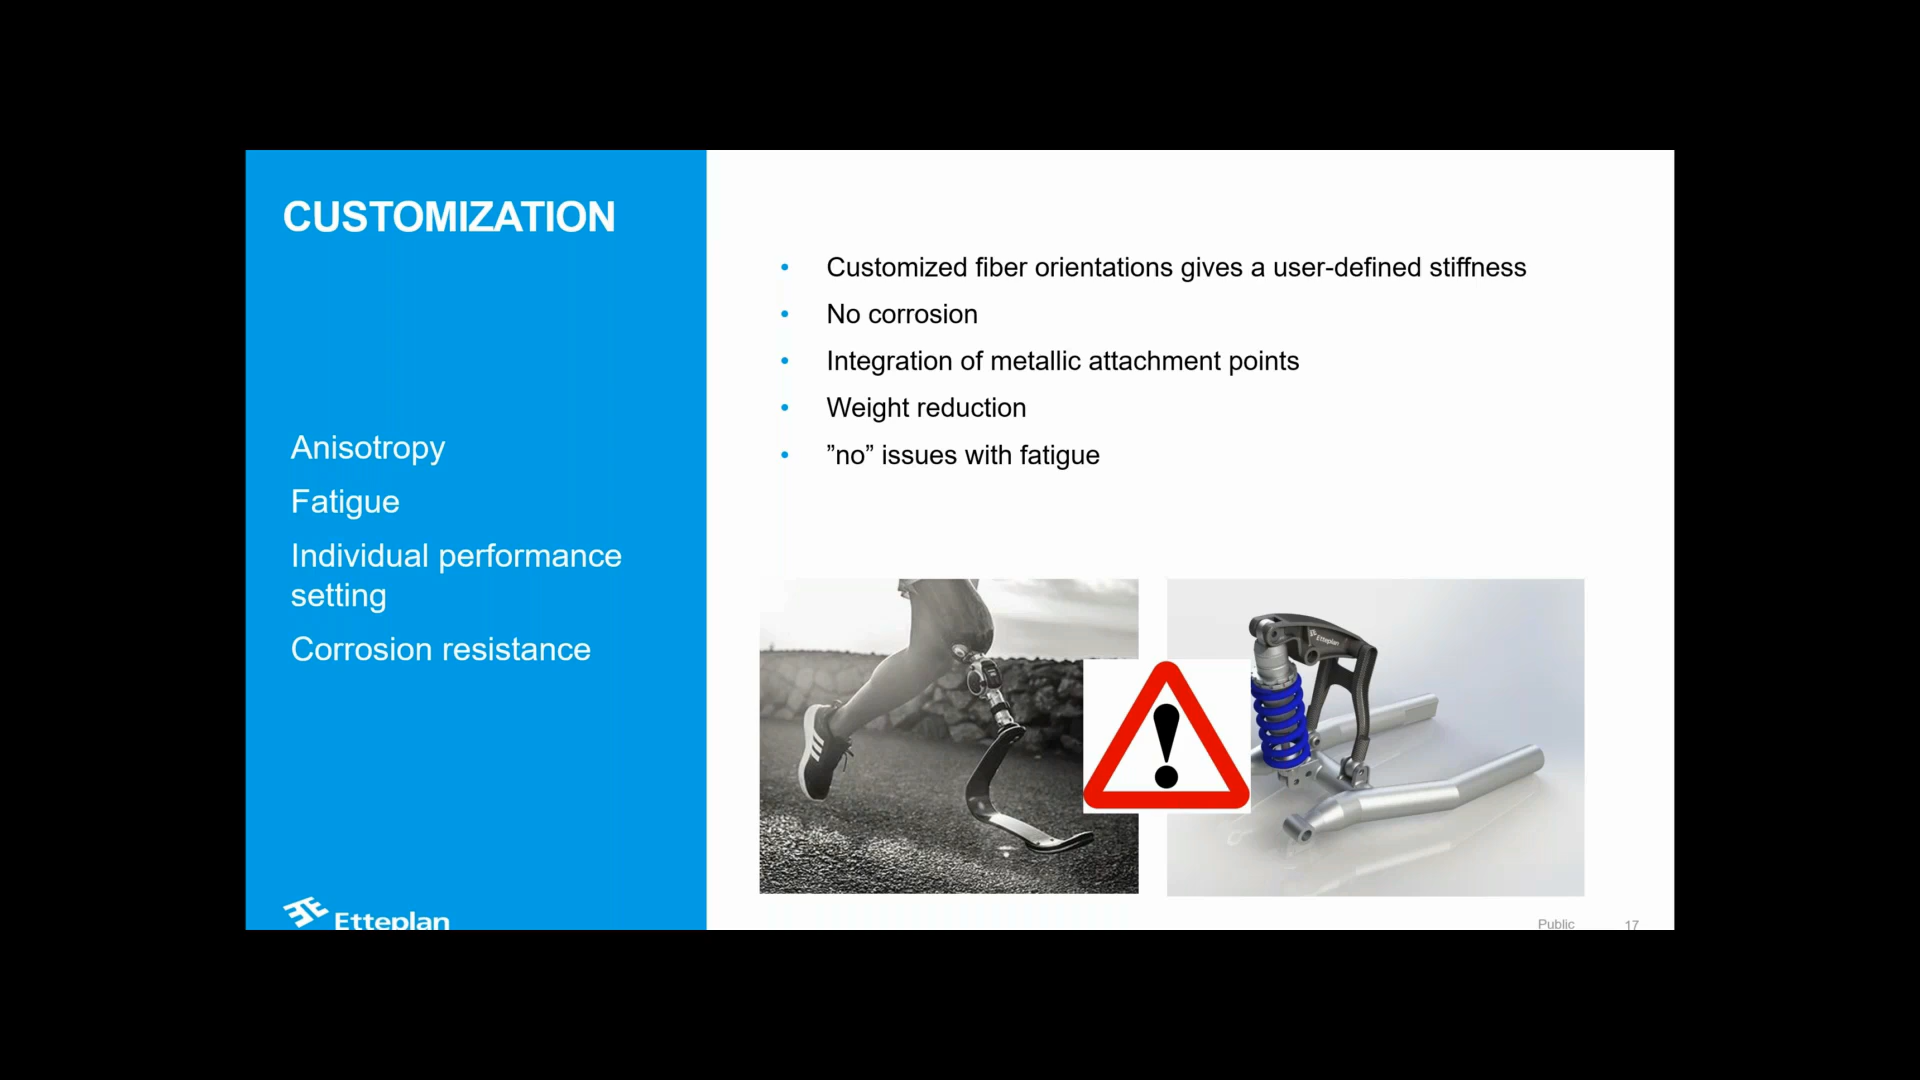 CUSTOMIZATION
Anisotropy
Fatigue
Individual performance
setting
Corrosion resistance
Etteplan
• Customized fiber orientations gives a user-defined stiffness
• No corrosion
• Integration of metallic attachment points
• Weight reduction
• ”no” issues with fatigue
Etteplan
Public
17